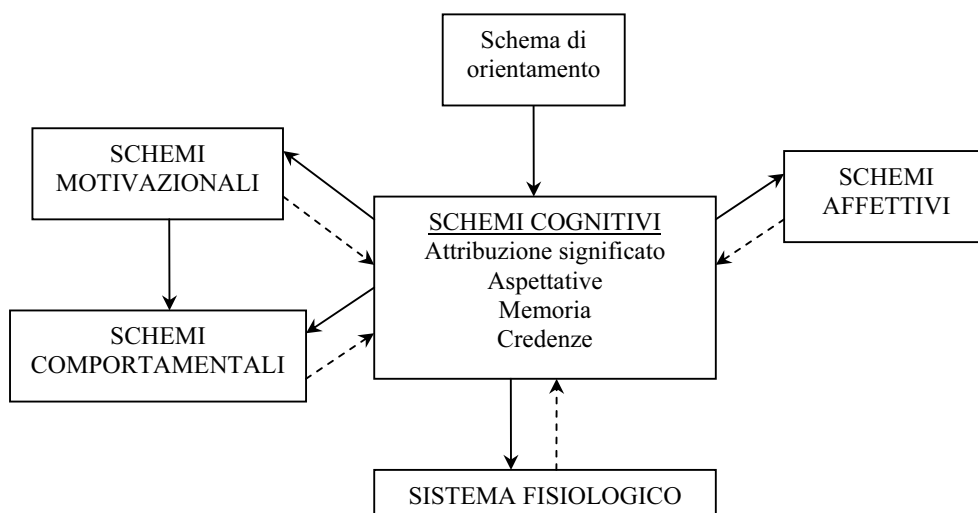 Schema di
orientamento
SCHEMI
MOTIVAZIONALI
SCHEMI
AFFETTIVI
SCHEMI COGNITIVI
Attribuzione significato
Aspettative
Memoria
Credenze
SCHEMI
COMPORTAMENTALI
SISTEMA FISIOLOGICO